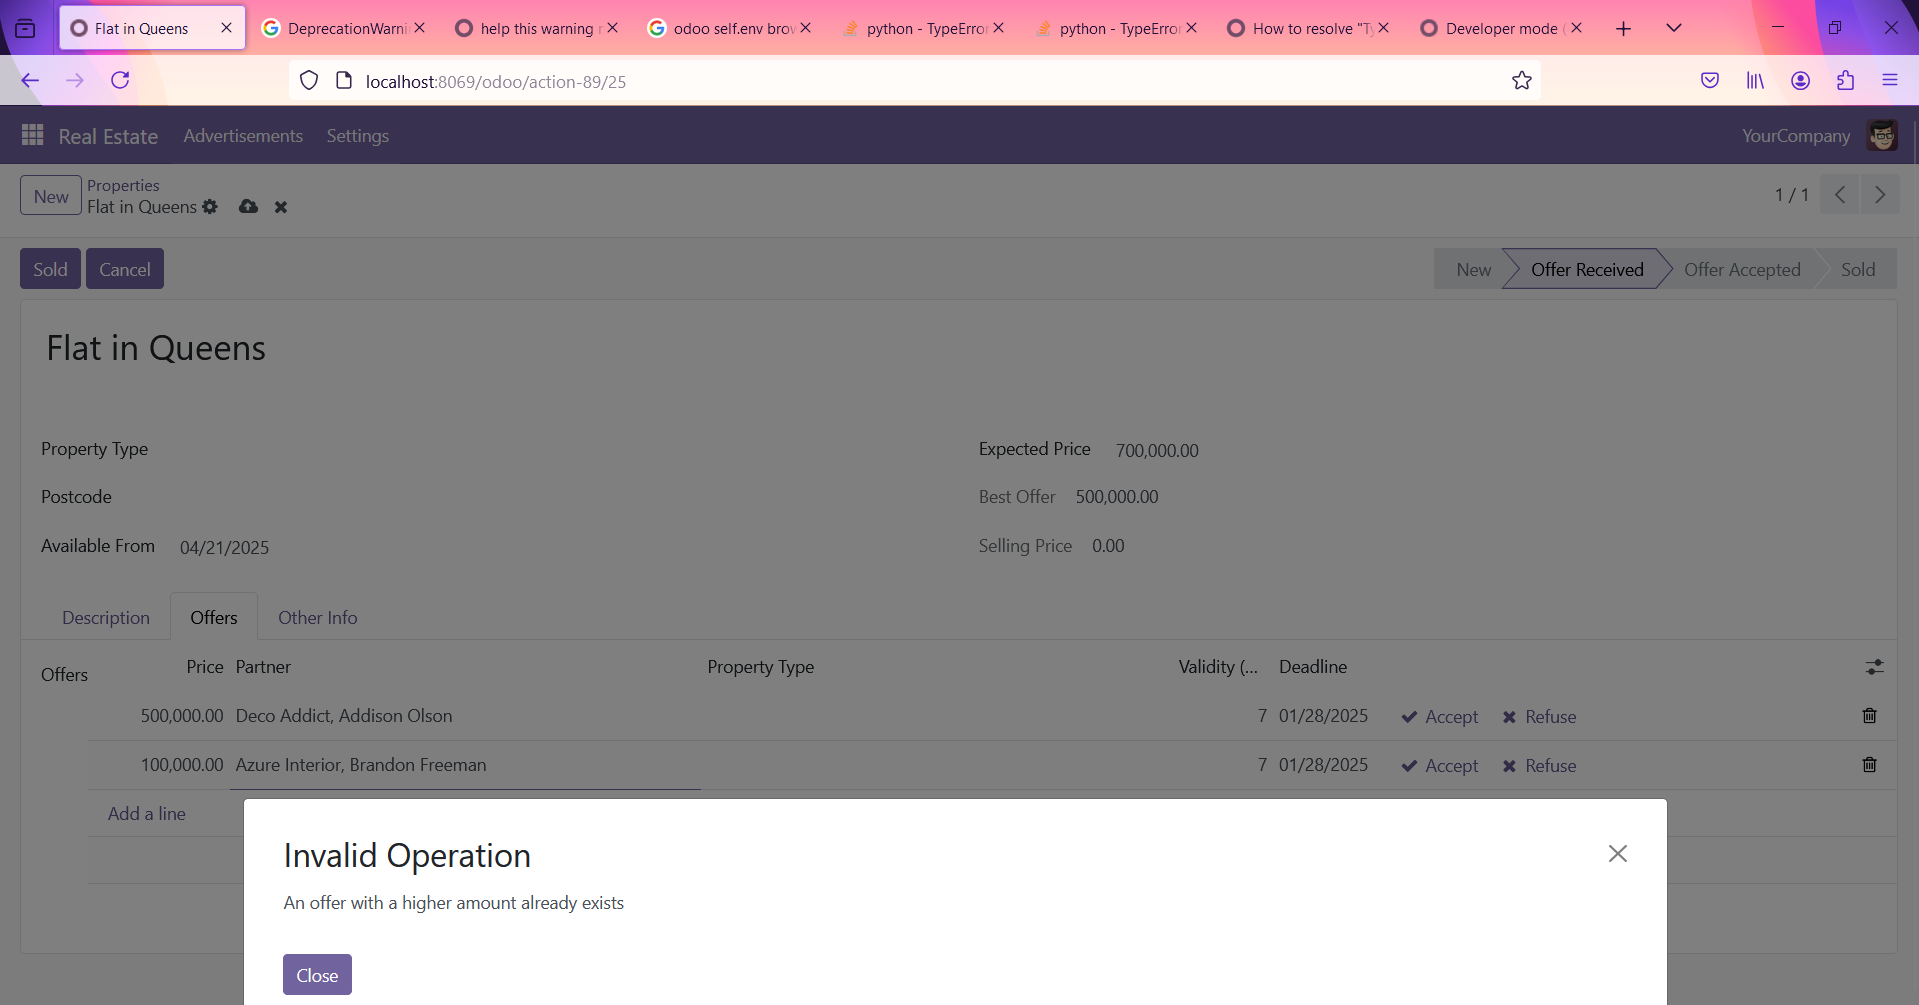 Flat in Queens
DeprecationWarni
help this warning
odoo self.env brow
python - TypeError
python - TypeError
How to resolve "Ty
Developer mode (
localhost:8069/odoo/action-89/25
Real Estate
Advertisements
Settings
YourCompany
New
Properties
Flat in Queens
1 / 1
Sold
Cancel
New
Offer Received
Offer Accepted
Sold
Flat in Queens
Property Type
Expected Price 700,000.00
Postcode
Best Offer 500,000.00
Available From 04/21/2025
Selling Price 0.00
Description
Offers
Other Info
Offers
Price Partner Property Type Validity (... Deadline
500,000.00 Deco Addict, Addison Olson 7 01/28/2025 Accept Refuse
100,000.00 Azure Interior, Brandon Freeman 7 01/28/2025 Accept Refuse
Add a line
Invalid Operation
An offer with a higher amount already exists
Close